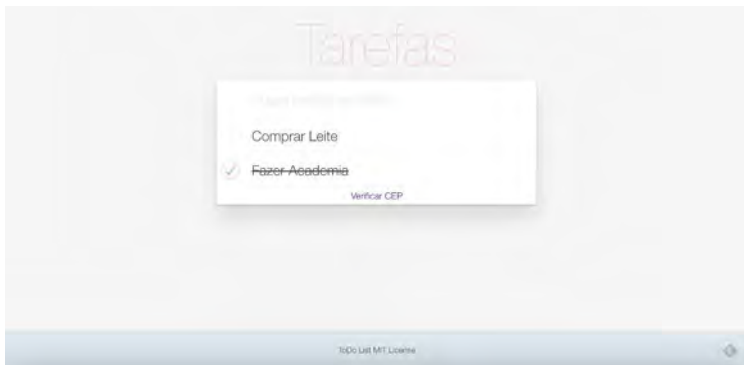 Tarefas
Comprar Leite
Fazer Academia
Verificar CEP
ToDo List MIT License